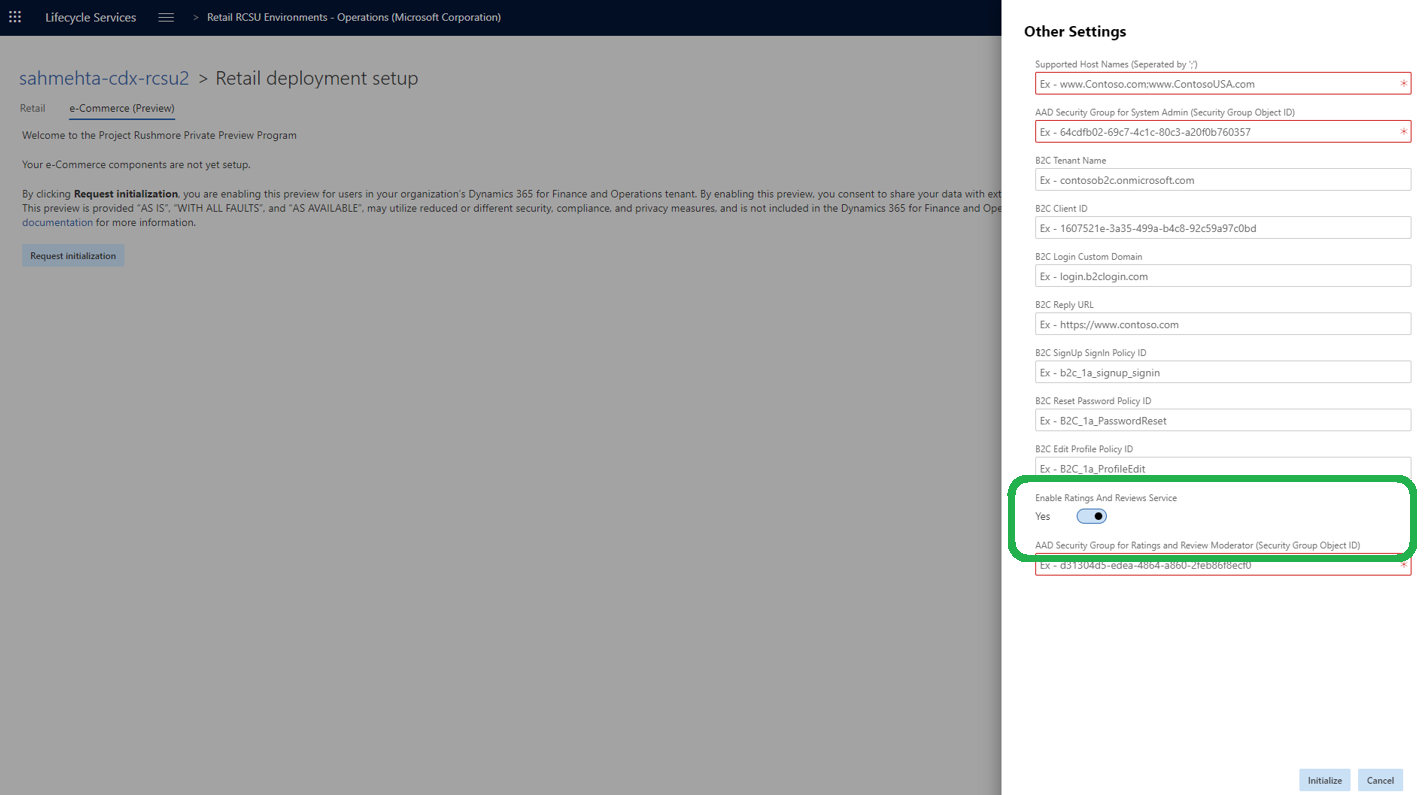 Lifecycle Services > Retail RCSU Environments - Operations (Microsoft Corporation)
sahmehta-cdx-rcsu2 > Retail deployment setup
Retail e-Commerce (Preview)
Welcome to the Project Rushmore Private Preview Program
Your e-Commerce components are not yet setup.
By clicking Request initialization, you are enabling this preview for users in your organization's Dynamics 365 for Finance and Operations tenant. By enabling this preview, you consent to share your data with ext
This preview is provided "AS IS", "WITH ALL FAULTS", and "AS AVAILABLE", may utilize reduced or different security, compliance, and privacy measures, and is not included in the Dynamics 365 for Finance and Ope
documentation for more information.
Request initialization
Other Settings
Supported Host Names (Seperated by ';')
Ex - www.Contoso.com;www.ContosoUSA.com *
AAD Security Group for System Admin (Security Group Object ID)
Ex - 64cdfb02-69c7-4c1c-80c3-a20f0b760357 *
B2C Tenant Name
Ex - contosob2c.onmicrosoft.com
B2C Client ID
Ex - 1607521e-3a35-499a-b4c8-92c59a97c0bd
B2C Login Custom Domain
Ex - login.b2clogin.com
B2C Reply URL
Ex - https://www.contoso.com
B2C SignUp SignIn Policy ID
Ex - b2c_1a_signup_signin
B2C Reset Password Policy ID
Ex - B2C_1a_PasswordReset
B2C Edit Profile Policy ID
Ex - B2C_1a_ProfileEdit
Enable Ratings And Reviews Service
Yes
AAD Security Group for Ratings and Review Moderator (Security Group Object ID)
Ex - d31304d5-edea-4864-a860-2feb86f8ecf0 *
Initialize Cancel